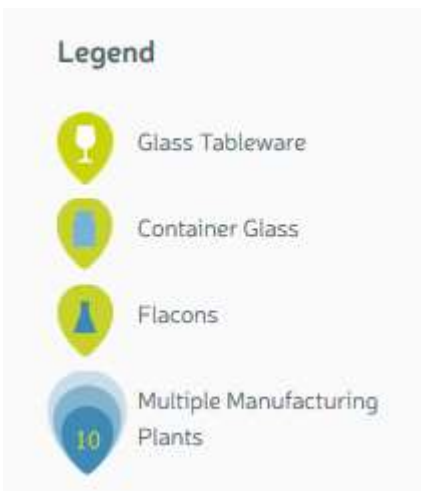 Legend
Glass Tableware
Container Glass
Flacons
Multiple Manufacturing
Plants
10